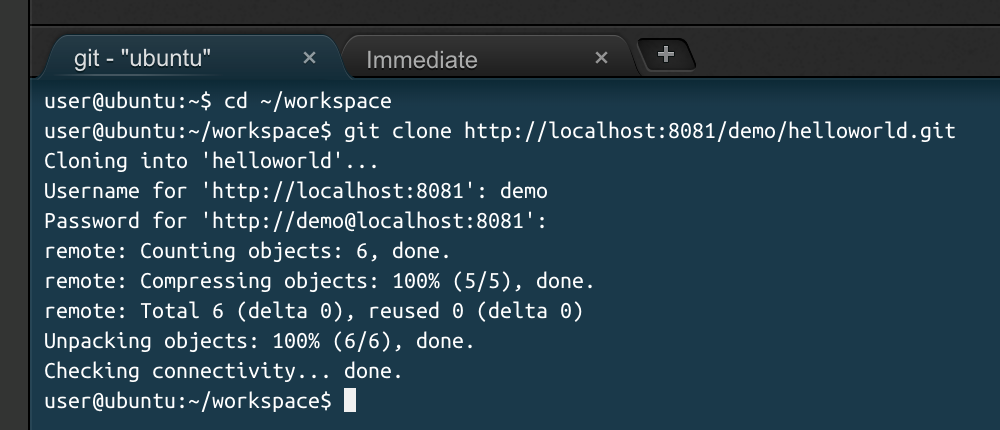 git - "ubuntu" × Immediate × +
user@ubuntu:~$ cd ~/workspace
user@ubuntu:~/workspace$ git clone http://localhost:8081/demo/helloworld.git
Cloning into 'helloworld'...
Username for 'http://localhost:8081': demo
Password for 'http://demo@localhost:8081':
remote: Counting objects: 6, done.
remote: Compressing objects: 100% (5/5), done.
remote: Total 6 (delta 0), reused 0 (delta 0)
Unpacking objects: 100% (6/6), done.
Checking connectivity... done.
user@ubuntu:~/workspace$